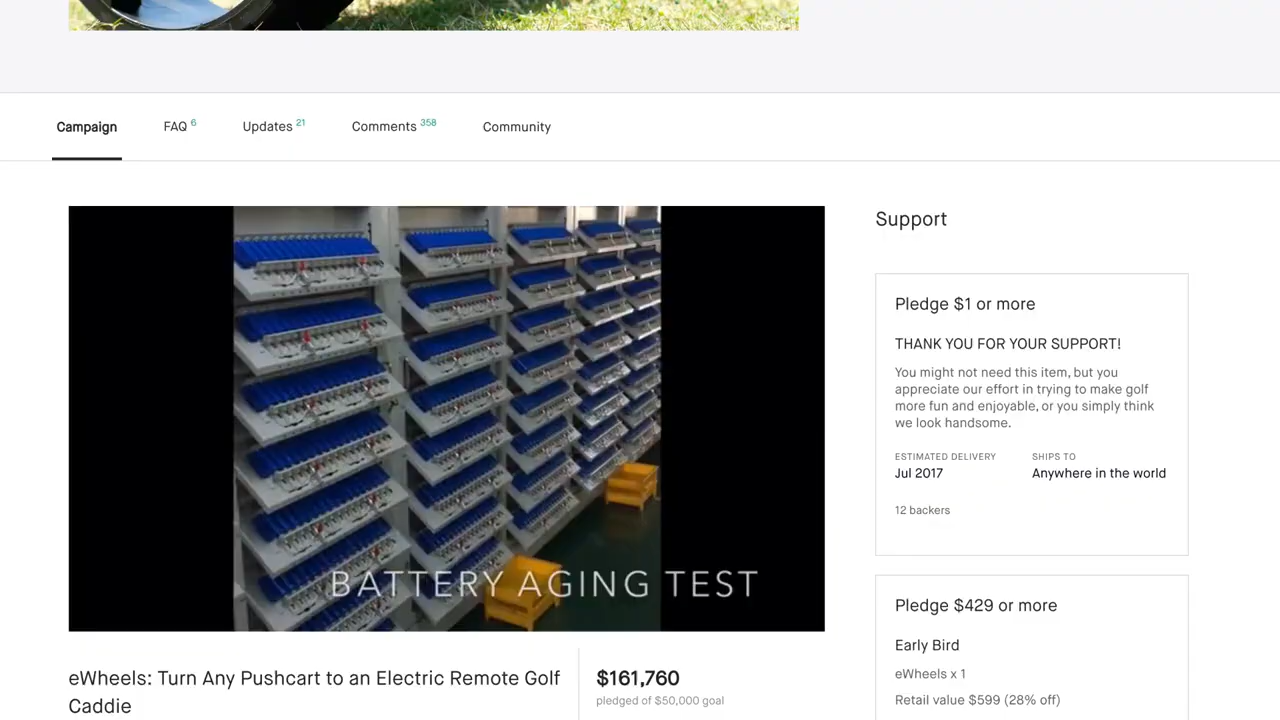 Campaign
FAQ 6
Updates 21
Comments 358
Community
BATTERY AGING TEST
eWheels: Turn Any Pushcart to an Electric Remote Golf
Caddie
$161,760
pledged of $50,000 goal
Support
Pledge $1 or more
THANK YOU FOR YOUR SUPPORT!
You might not need this item, but you
appreciate our effort in trying to make golf
more fun and enjoyable, or you simply think
we look handsome.
ESTIMATED DELIVERY
Jul 2017
SHIPS TO
Anywhere in the world
12 backers
Pledge $429 or more
Early Bird
eWheels x 1
Retail value $599 (28% off)